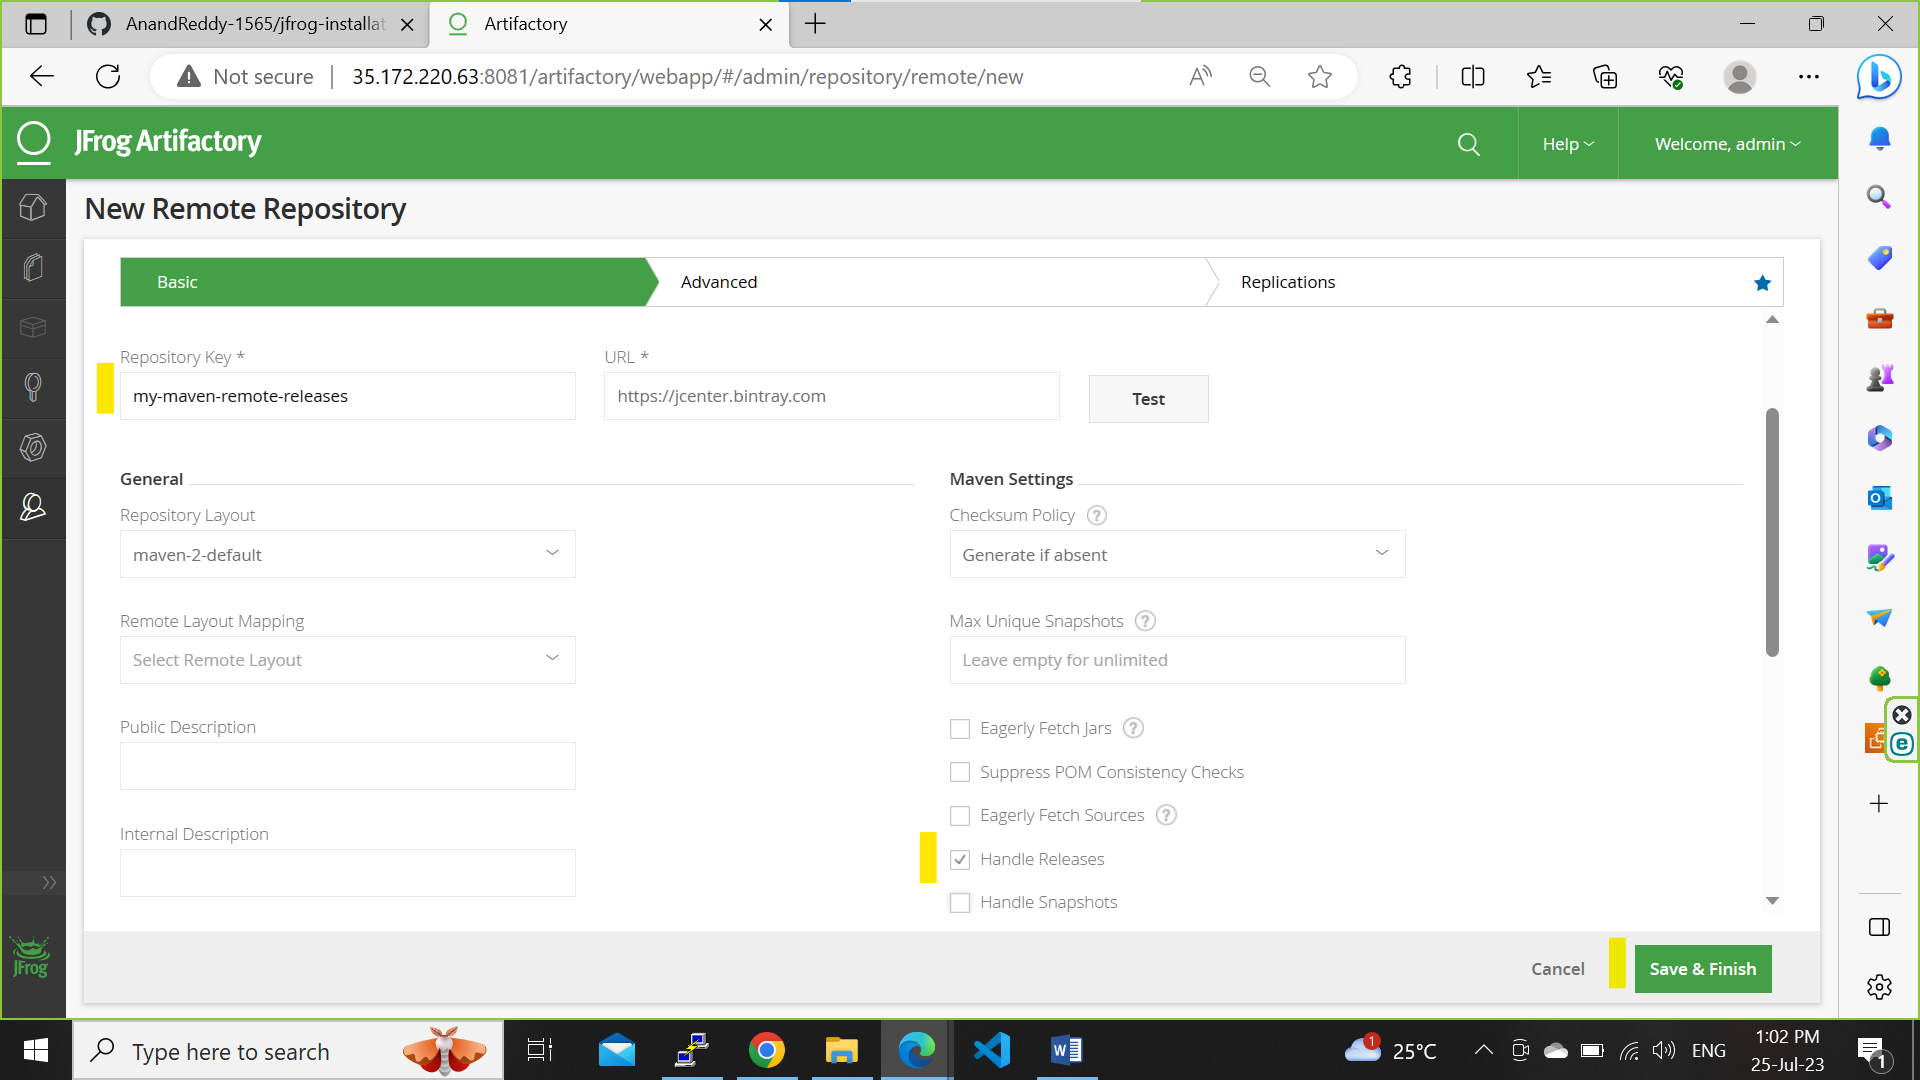 AnandReddy-1565/jfrog-installat
Artifactory
Not secure
35.172.220.63:8081/artifactory/webapp/#/admin/repository/remote/new
JFrog Artifactory
Help
Welcome, admin
New Remote Repository
Basic
Advanced
Replications
Repository Key *
URL *
my-maven-remote-releases
https://jcenter.bintray.com
Test
General
Maven Settings
Repository Layout
Checksum Policy ?
maven-2-default
Generate if absent
Remote Layout Mapping
Max Unique Snapshots ?
Select Remote Layout
Leave empty for unlimited
Public Description
Eagerly Fetch Jars ?
Suppress POM Consistency Checks
Eagerly Fetch Sources ?
Internal Description
Handle Releases
Handle Snapshots
JFrog
Cancel
Save & Finish
Type here to search
1
25°C
ENG
1:02 PM
25-Jul-23
1